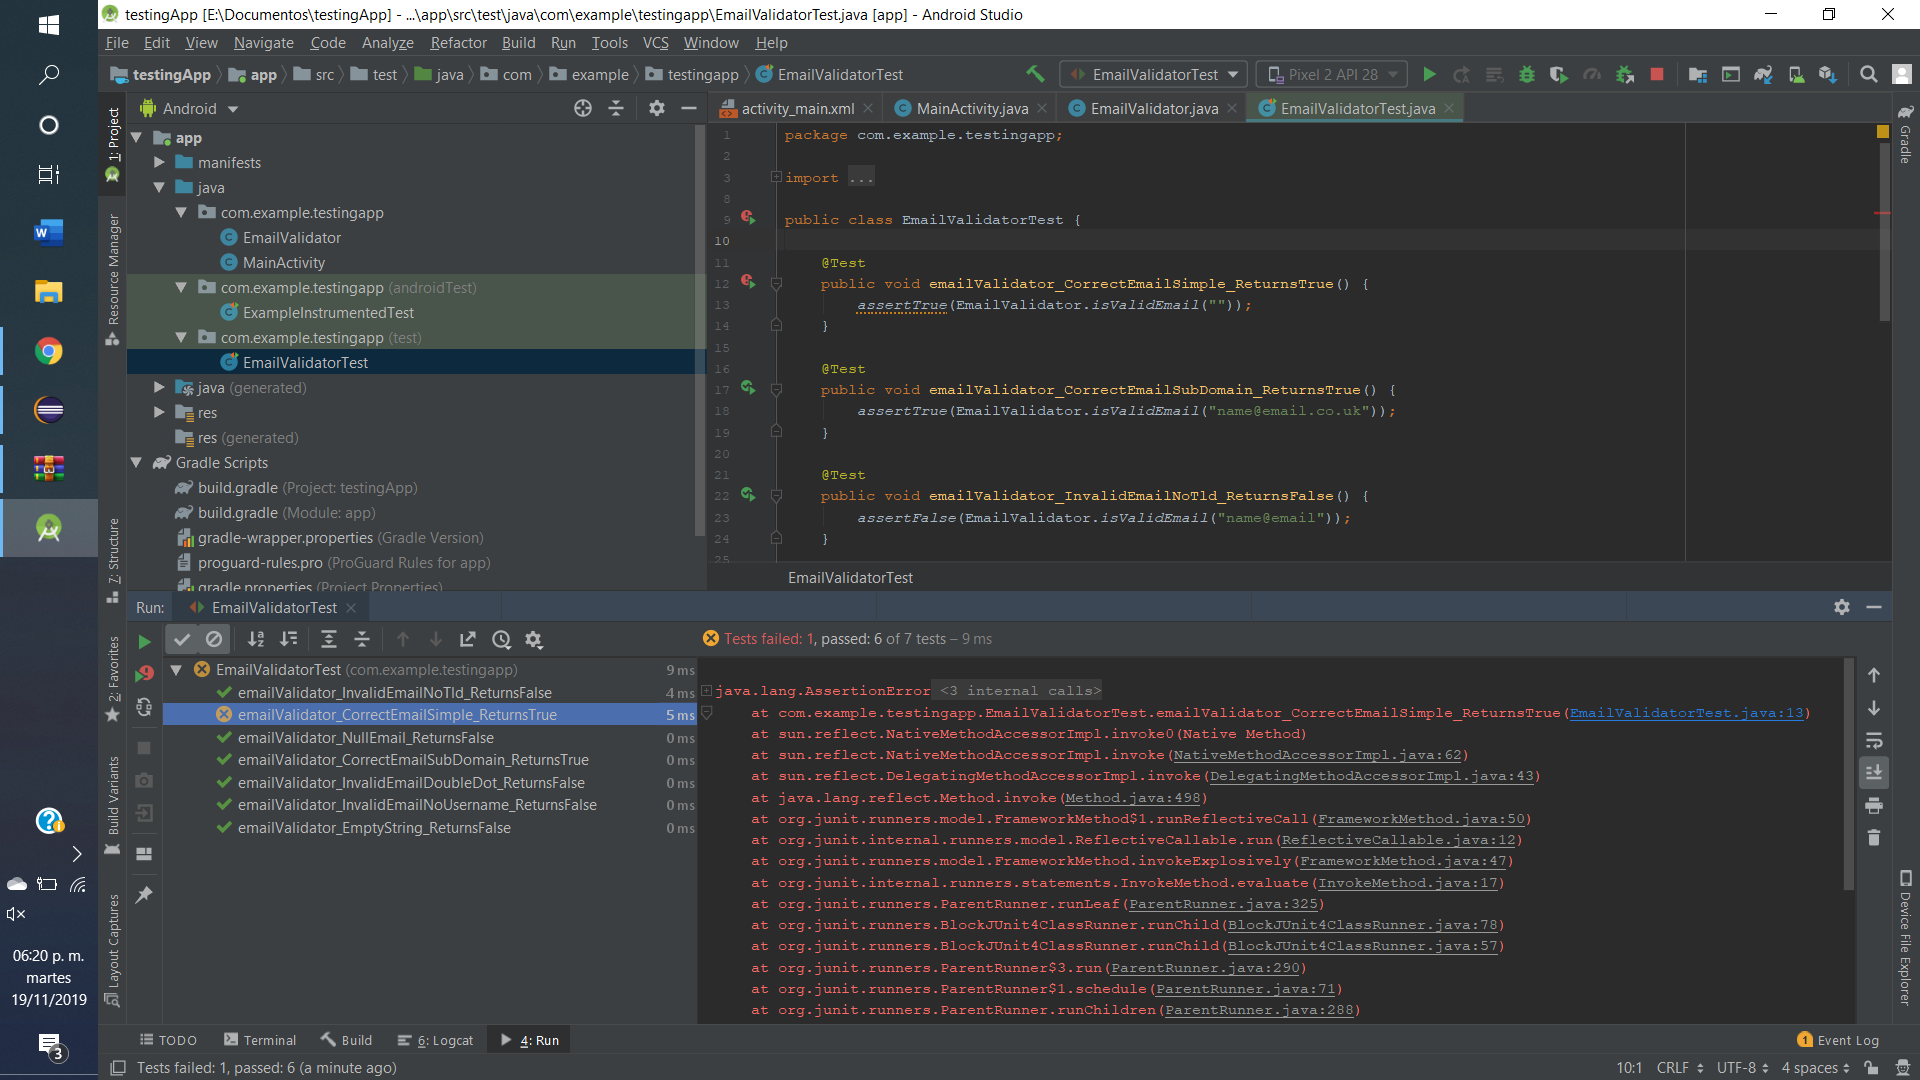 testingApp [E:\Documentos\testingApp] - ...\app\src\test\java\com\example\testingapp\EmailValidatorTest.java [app] - Android Studio
File Edit View Navigate Code Analyze Refactor Build Run Tools VCS Window Help
testingApp app src test java com example testingapp EmailValidatorTest
EmailValidatorTest Pixel 2 API 28
Android
activity_main.xml MainActivity.java EmailValidator.java EmailValidatorTest.java
1: Project
Resource Manager
7: Structure
2: Favorites
Build Variants
Layout Captures
app
manifests
java
com.example.testingapp
EmailValidator
MainActivity
com.example.testingapp (androidTest)
ExampleInstrumentedTest
com.example.testingapp (test)
EmailValidatorTest
java (generated)
res
res (generated)
Gradle Scripts
build.gradle (Project: testingApp)
build.gradle (Module: app)
gradle-wrapper.properties (Gradle Version)
proguard-rules.pro (ProGuard Rules for app)
gradle.properties (Project Properties)
1 package com.example.testingapp;
2
3 import ...
8
9 public class EmailValidatorTest {
10
11 @Test
12 public void emailValidator_CorrectEmailSimple_ReturnsTrue() {
13 assertTrue(EmailValidator.isValidEmail(""));
14 }
15
16 @Test
17 public void emailValidator_CorrectEmailSubDomain_ReturnsTrue() {
18 assertTrue(EmailValidator.isValidEmail("name@email.co.uk"));
19 }
20
21 @Test
22 public void emailValidator_InvalidEmailNoTld_ReturnsFalse() {
23 assertFalse(EmailValidator.isValidEmail("name@email"));
24 }
25
EmailValidatorTest
Gradle
Device File Explorer
Run: EmailValidatorTest
Tests failed: 1, passed: 6 of 7 tests – 9 ms
EmailValidatorTest (com.example.testingapp) 9 ms
emailValidator_InvalidEmailNoTld_ReturnsFalse 4 ms
emailValidator_CorrectEmailSimple_ReturnsTrue 5 ms
emailValidator_NullEmail_ReturnsFalse 0 ms
emailValidator_CorrectEmailSubDomain_ReturnsTrue 0 ms
emailValidator_InvalidEmailDoubleDot_ReturnsFalse 0 ms
emailValidator_InvalidEmailNoUsername_ReturnsFalse 0 ms
emailValidator_EmptyString_ReturnsFalse 0 ms
java.lang.AssertionError <3 internal calls>
at com.example.testingapp.EmailValidatorTest.emailValidator_CorrectEmailSimple_ReturnsTrue(EmailValidatorTest.java:13)
at sun.reflect.NativeMethodAccessorImpl.invoke0(Native Method)
at sun.reflect.NativeMethodAccessorImpl.invoke(NativeMethodAccessorImpl.java:62)
at sun.reflect.DelegatingMethodAccessorImpl.invoke(DelegatingMethodAccessorImpl.java:43)
at java.lang.reflect.Method.invoke(Method.java:498)
at org.junit.runners.model.FrameworkMethod$1.runReflectiveCall(FrameworkMethod.java:50)
at org.junit.internal.runners.model.ReflectiveCallable.run(ReflectiveCallable.java:12)
at org.junit.runners.model.FrameworkMethod.invokeExplosively(FrameworkMethod.java:47)
at org.junit.internal.runners.statements.InvokeMethod.evaluate(InvokeMethod.java:17)
at org.junit.runners.ParentRunner.runLeaf(ParentRunner.java:325)
at org.junit.runners.BlockJUnit4ClassRunner.runChild(BlockJUnit4ClassRunner.java:78)
at org.junit.runners.BlockJUnit4ClassRunner.runChild(BlockJUnit4ClassRunner.java:57)
at org.junit.runners.ParentRunner$3.run(ParentRunner.java:290)
at org.junit.runners.ParentRunner$1.schedule(ParentRunner.java:71)
at org.junit.runners.ParentRunner.runChildren(ParentRunner.java:288)
06:20 p. m.
martes
19/11/2019
3
TODO Terminal Build 6: Logcat 4: Run 1 Event Log
Tests failed: 1, passed: 6 (a minute ago) 10:1 CRLF UTF-8 4 spaces